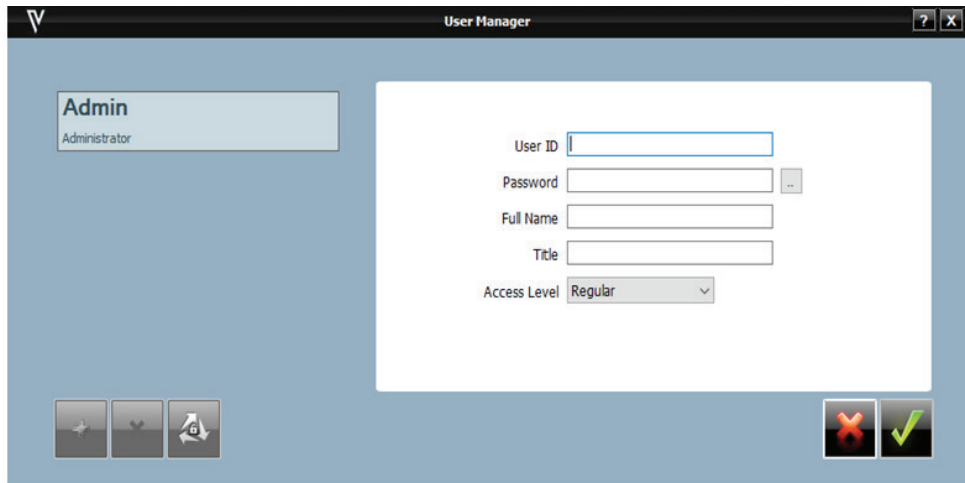 User Manager
? X
Admin
Administrator
User ID
Password ..
Full Name
Title
Access Level Regular